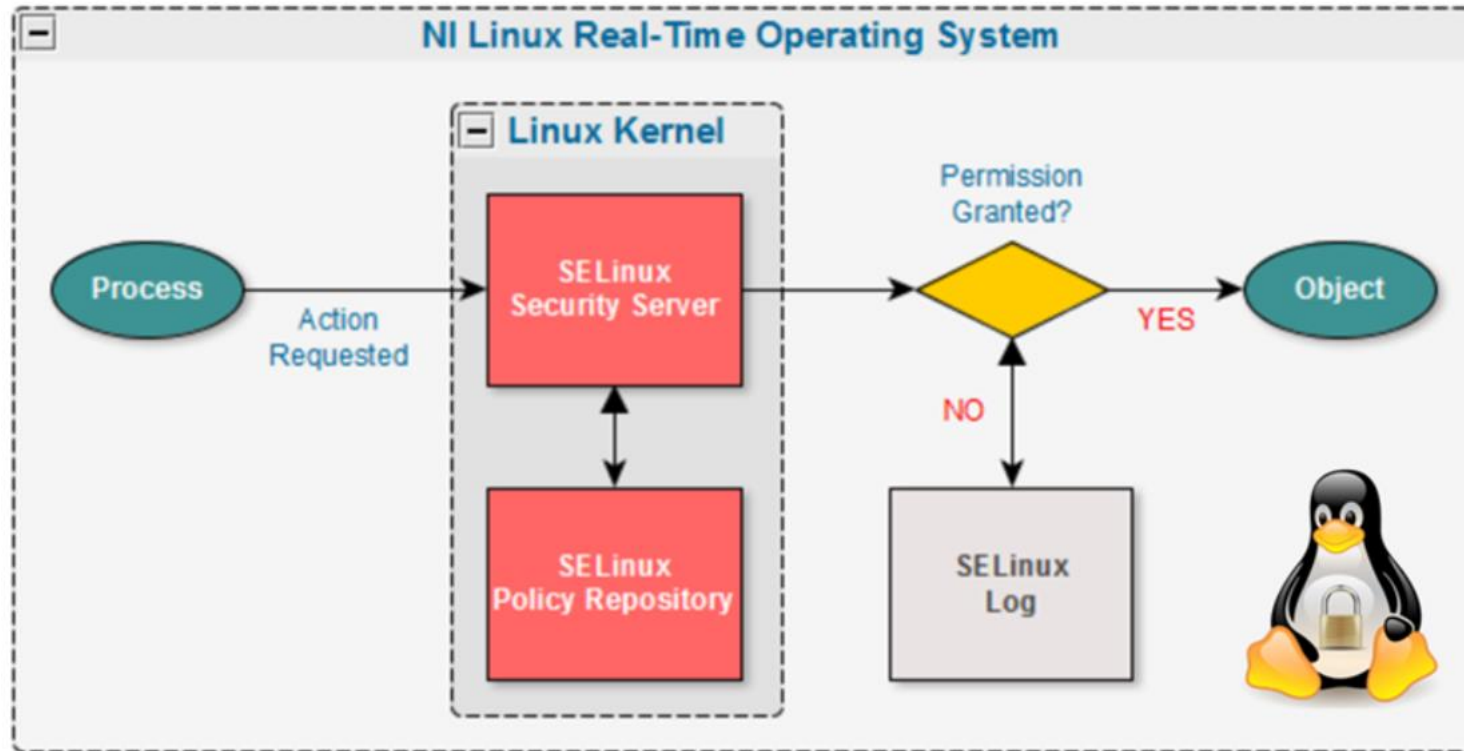 NI Linux Real-Time Operating System
Linux Kernel
Permission
Granted?
SELinux
Security Server
Process
Action
Requested
YES
Object
NO
SELinux
Policy Repository
SELinux
Log